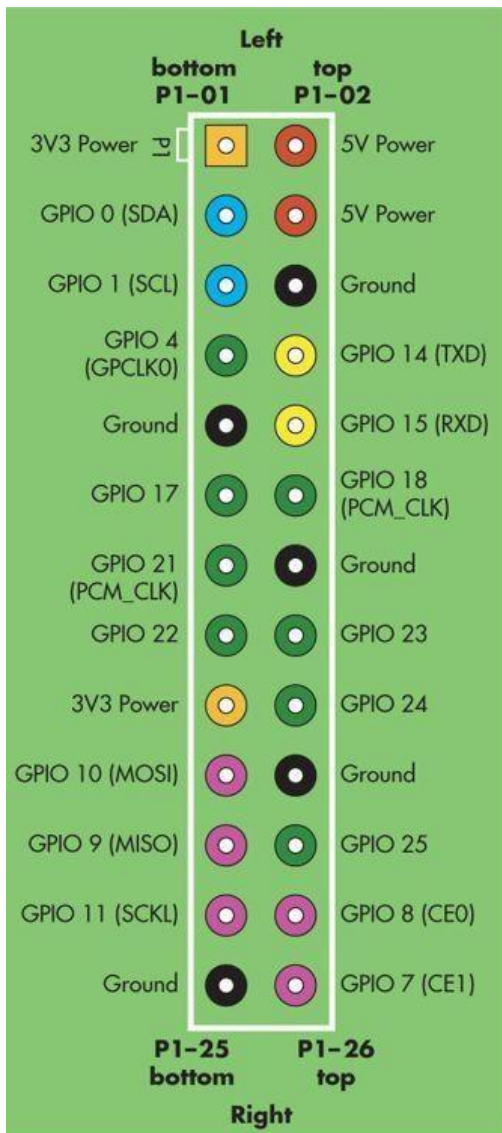 Left
bottom top
P1–01 P1–02
3V3 Power P1 5V Power
GPIO 0 (SDA) 5V Power
GPIO 1 (SCL) Ground
GPIO 4
(GPCLK0) GPIO 14 (TXD)
Ground GPIO 15 (RXD)
GPIO 17 GPIO 18
(PCM_CLK)
GPIO 21
(PCM_CLK) Ground
GPIO 22 GPIO 23
3V3 Power GPIO 24
GPIO 10 (MOSI) Ground
GPIO 9 (MISO) GPIO 25
GPIO 11 (SCKL) GPIO 8 (CE0)
Ground GPIO 7 (CE1)
P1–25 P1–26
bottom top
Right